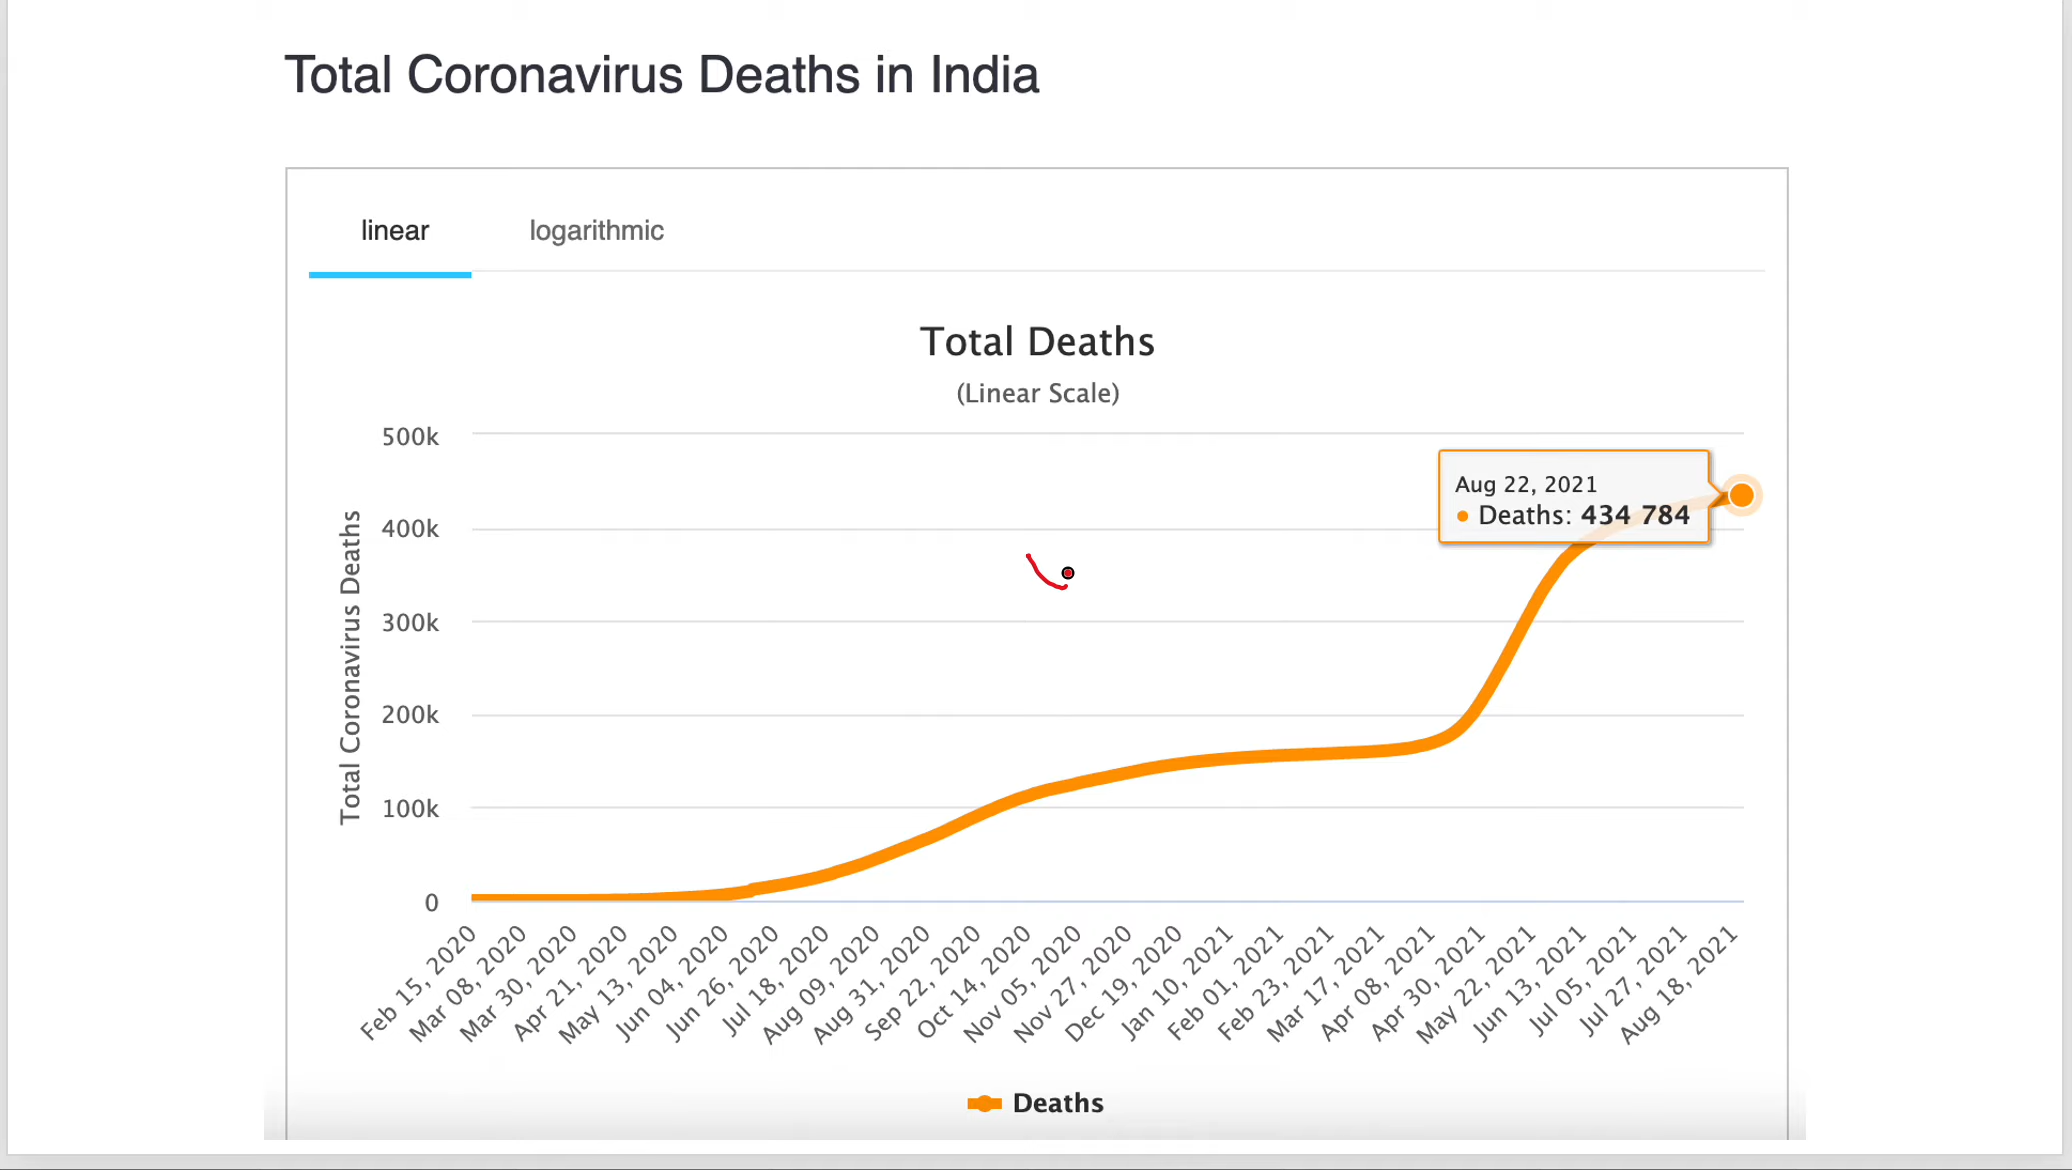 Total Coronavirus Deaths in India
linear
logarithmic
Total Deaths
(Linear Scale)
Total Coronavirus Deaths
500k
400k
300k
200k
100k
0
Aug 22, 2021
Deaths: 434 784
Feb 15, 2020
Mar 08, 2020
Mar 30, 2020
Apr 21, 2020
May 13, 2020
Jun 04, 2020
Jun 26, 2020
Jul 18, 2020
Aug 09, 2020
Aug 31, 2020
Sep 22, 2020
Oct 14, 2020
Nov 05, 2020
Nov 27, 2020
Dec 19, 2020
Jan 10, 2021
Feb 01, 2021
Feb 23, 2021
Mar 17, 2021
Apr 08, 2021
Apr 30, 2021
May 22, 2021
Jun 13, 2021
Jul 05, 2021
Jul 27, 2021
Aug 18, 2021
Deaths